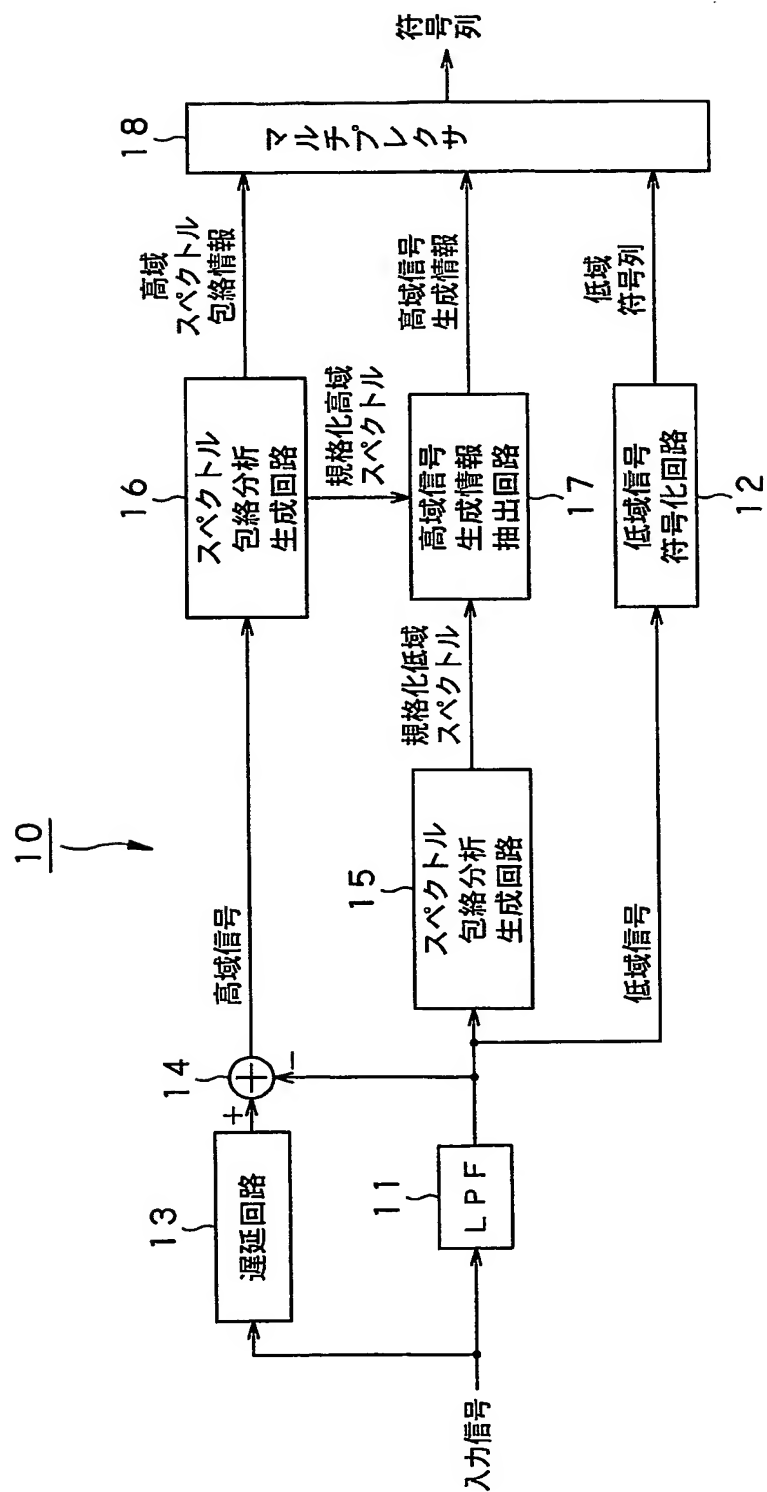 10
入力信号
13
遅延回路
11
LPF
14
+
−
高域信号
15
スペクトル
包絡分析
生成回路
低域信号
16
スペクトル
包絡分析
生成回路
規格化低域
スペクトル
規格化高域
スペクトル
高域信号
生成情報
抽出回路
17
低域信号
符号化回路
12
高域
スペクトル
包絡情報
高域信号
生成情報
低域
符号列
18
マルチプレクサ
符号列